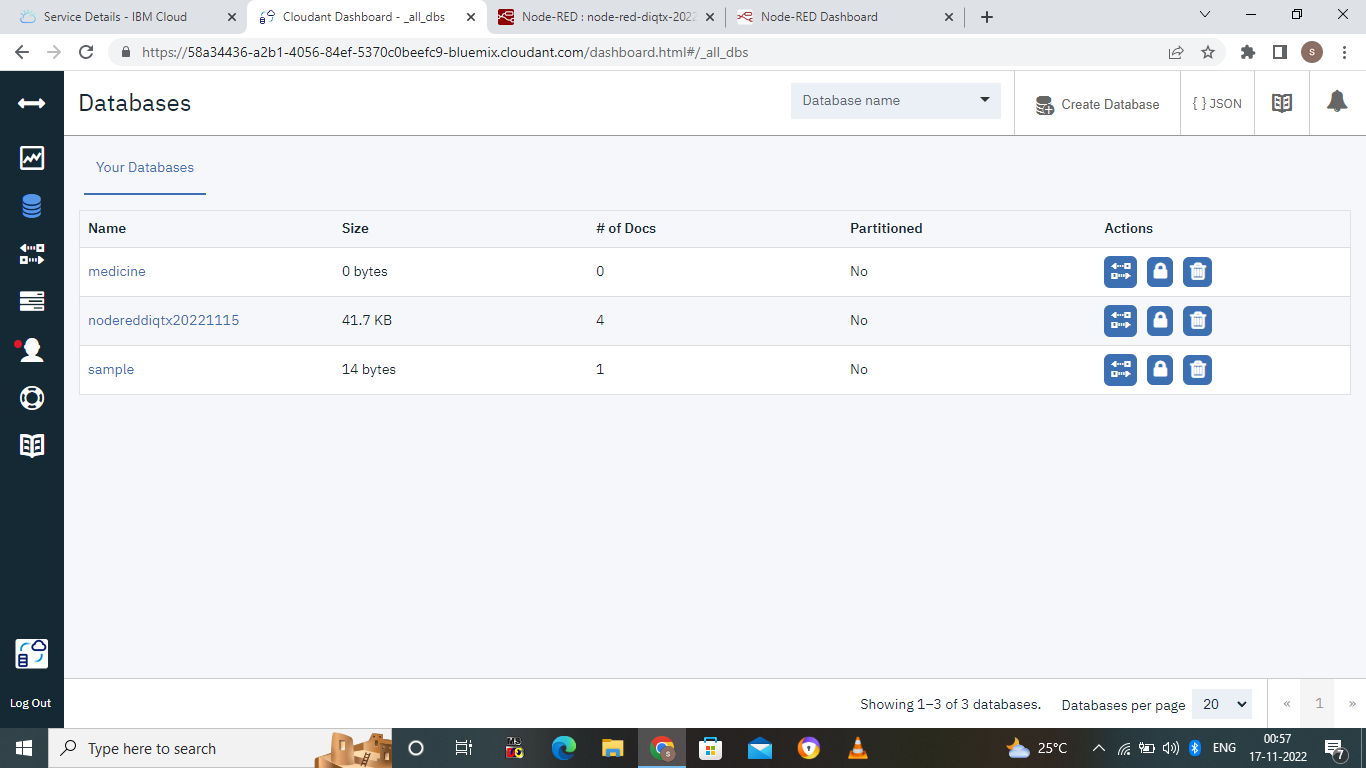 Service Details - IBM Cloud
Cloudant Dashboard - _all_dbs
Node-RED : node-red-diqtx-202
Node-RED Dashboard
https://58a34436-a2b1-4056-84ef-5370c0beefc9-bluemix.cloudant.com/dashboard.html#/_all_dbs
S
Databases
Database name
Create Database
{ } JSON
Your Databases
Name Size # of Docs Partitioned Actions
medicine 0 bytes 0 No
nodereddiqtx20221115 41.7 KB 4 No
sample 14 bytes 1 No
Log Out
Showing 1–3 of 3 databases. Databases per page 20 « 1 »
Type here to search
25°C
ENG
00:57
17-11-2022
7